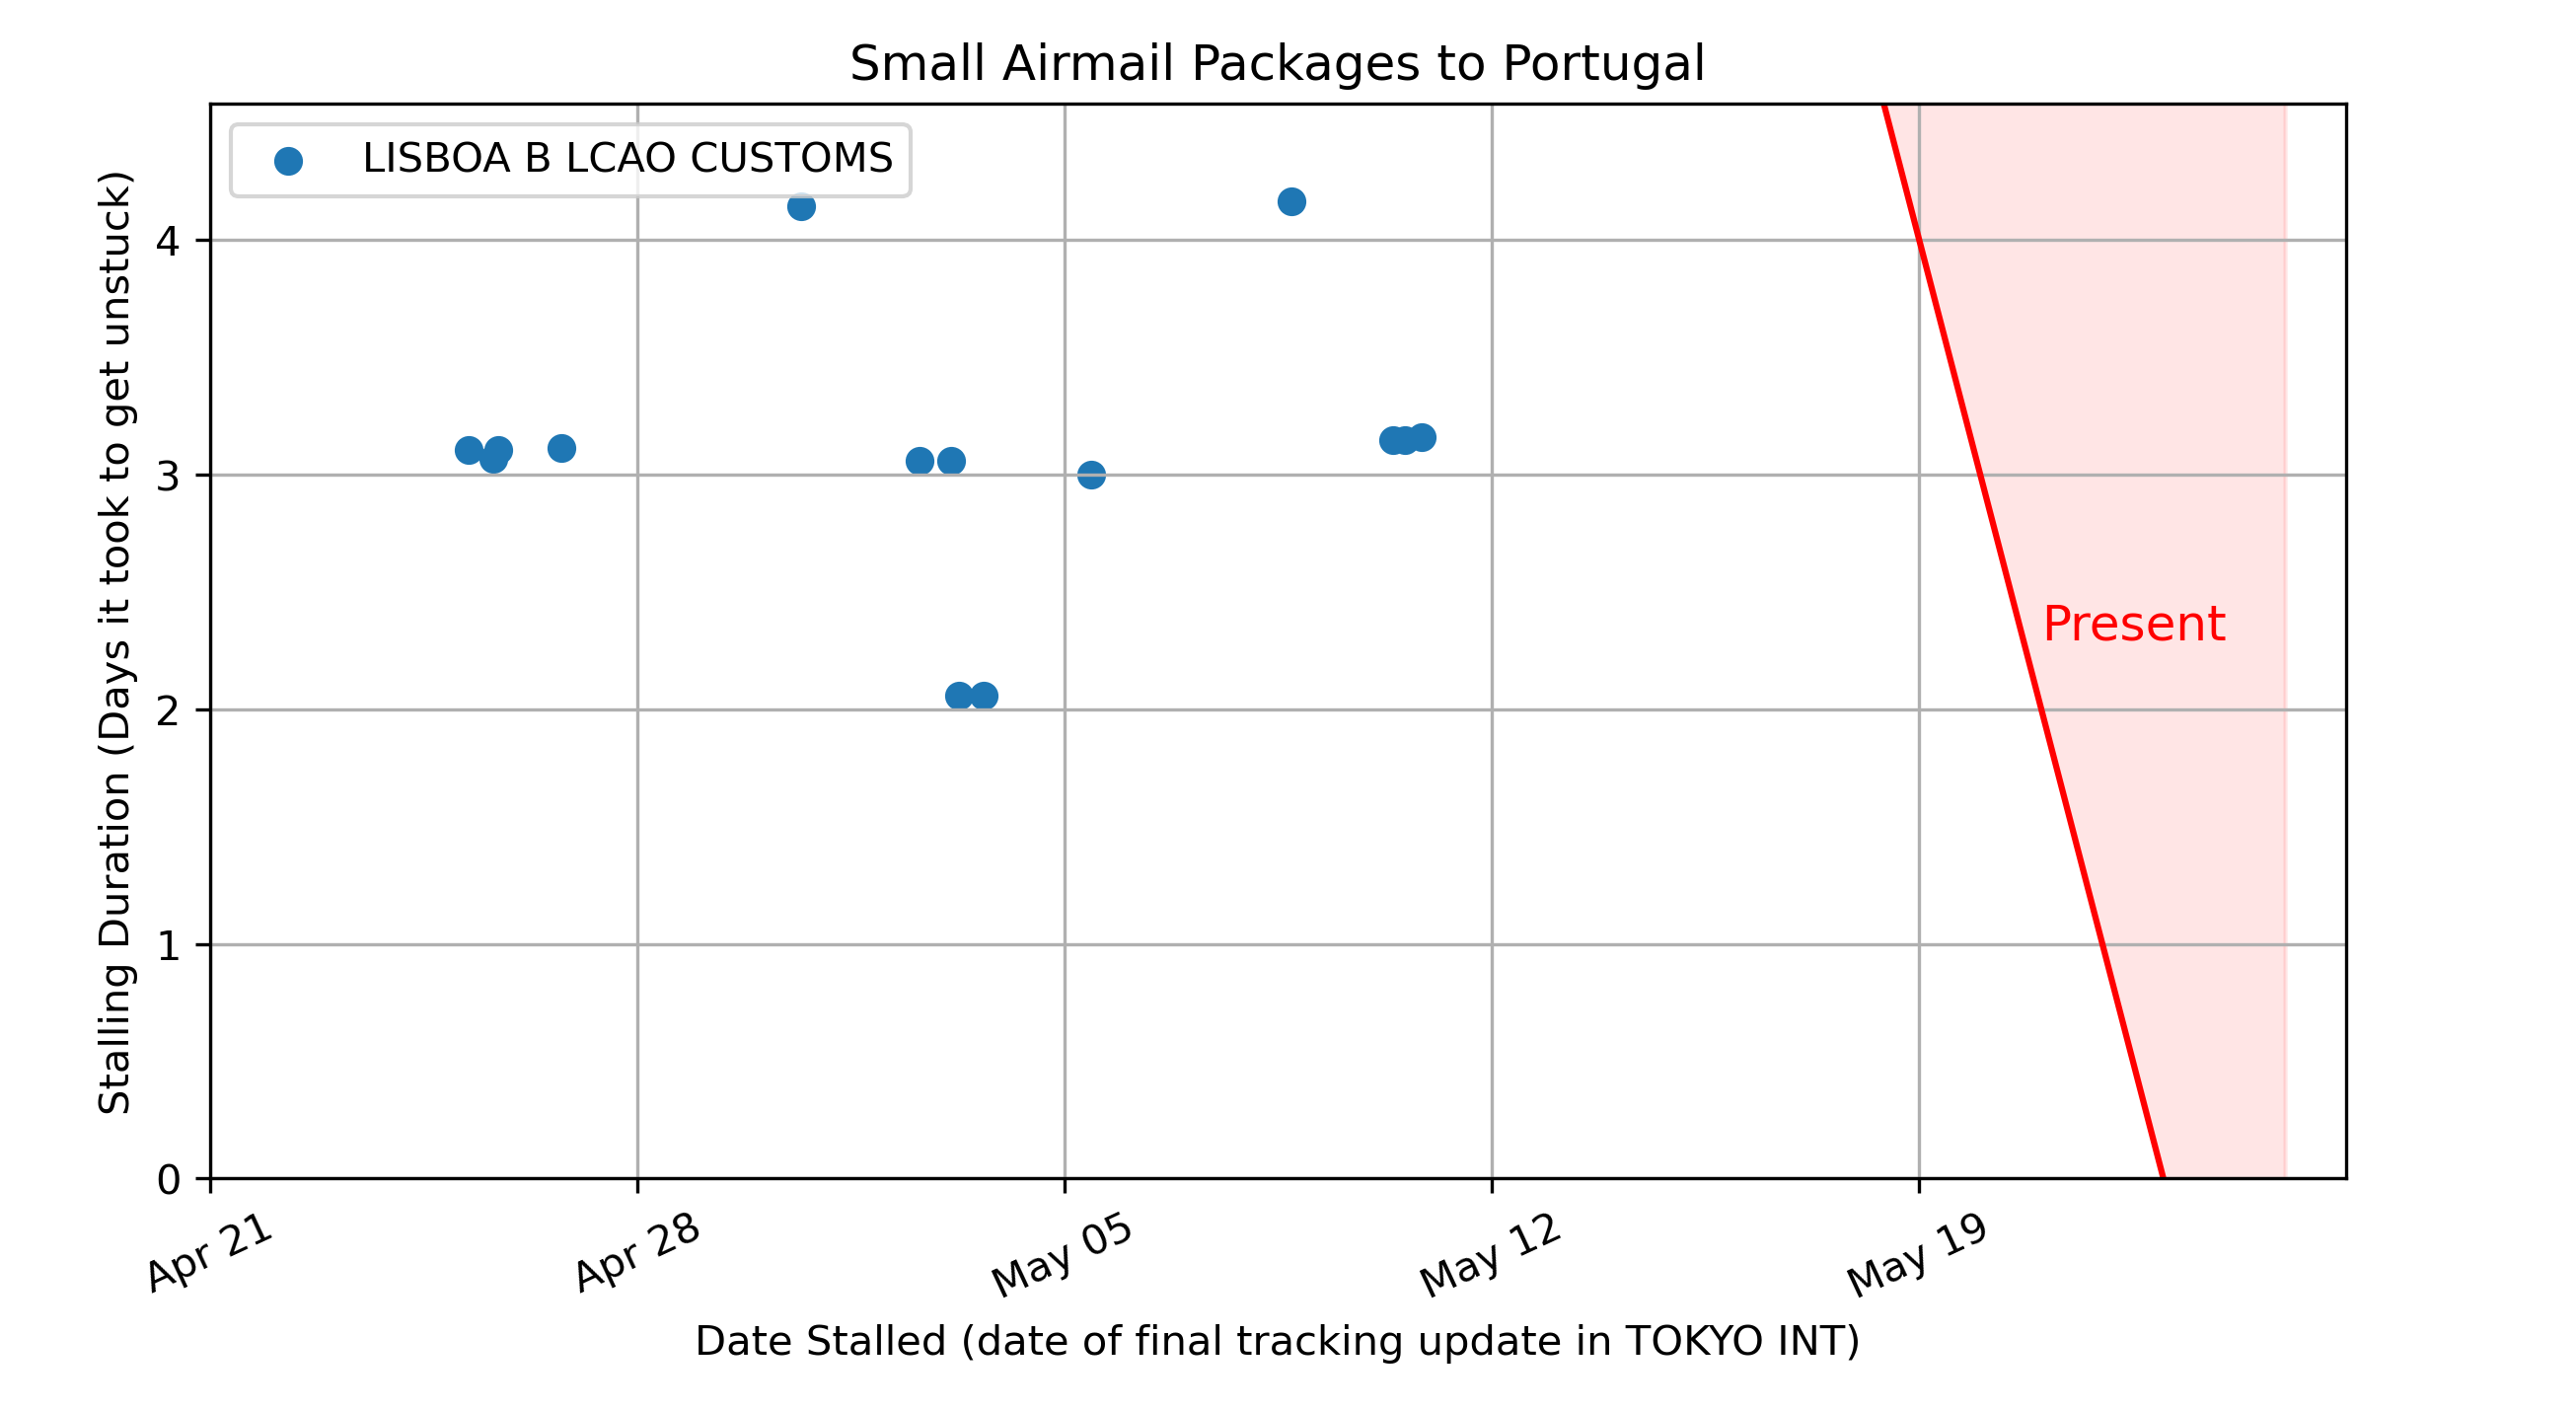 Small Airmail Packages to Portugal
LISBOA B LCAO CUSTOMS
Stalling Duration (Days it took to get unstuck)
4
3
2
1
0
Present
Apr 21
Apr 28
May 05
May 12
May 19
Date Stalled (date of final tracking update in TOKYO INT)